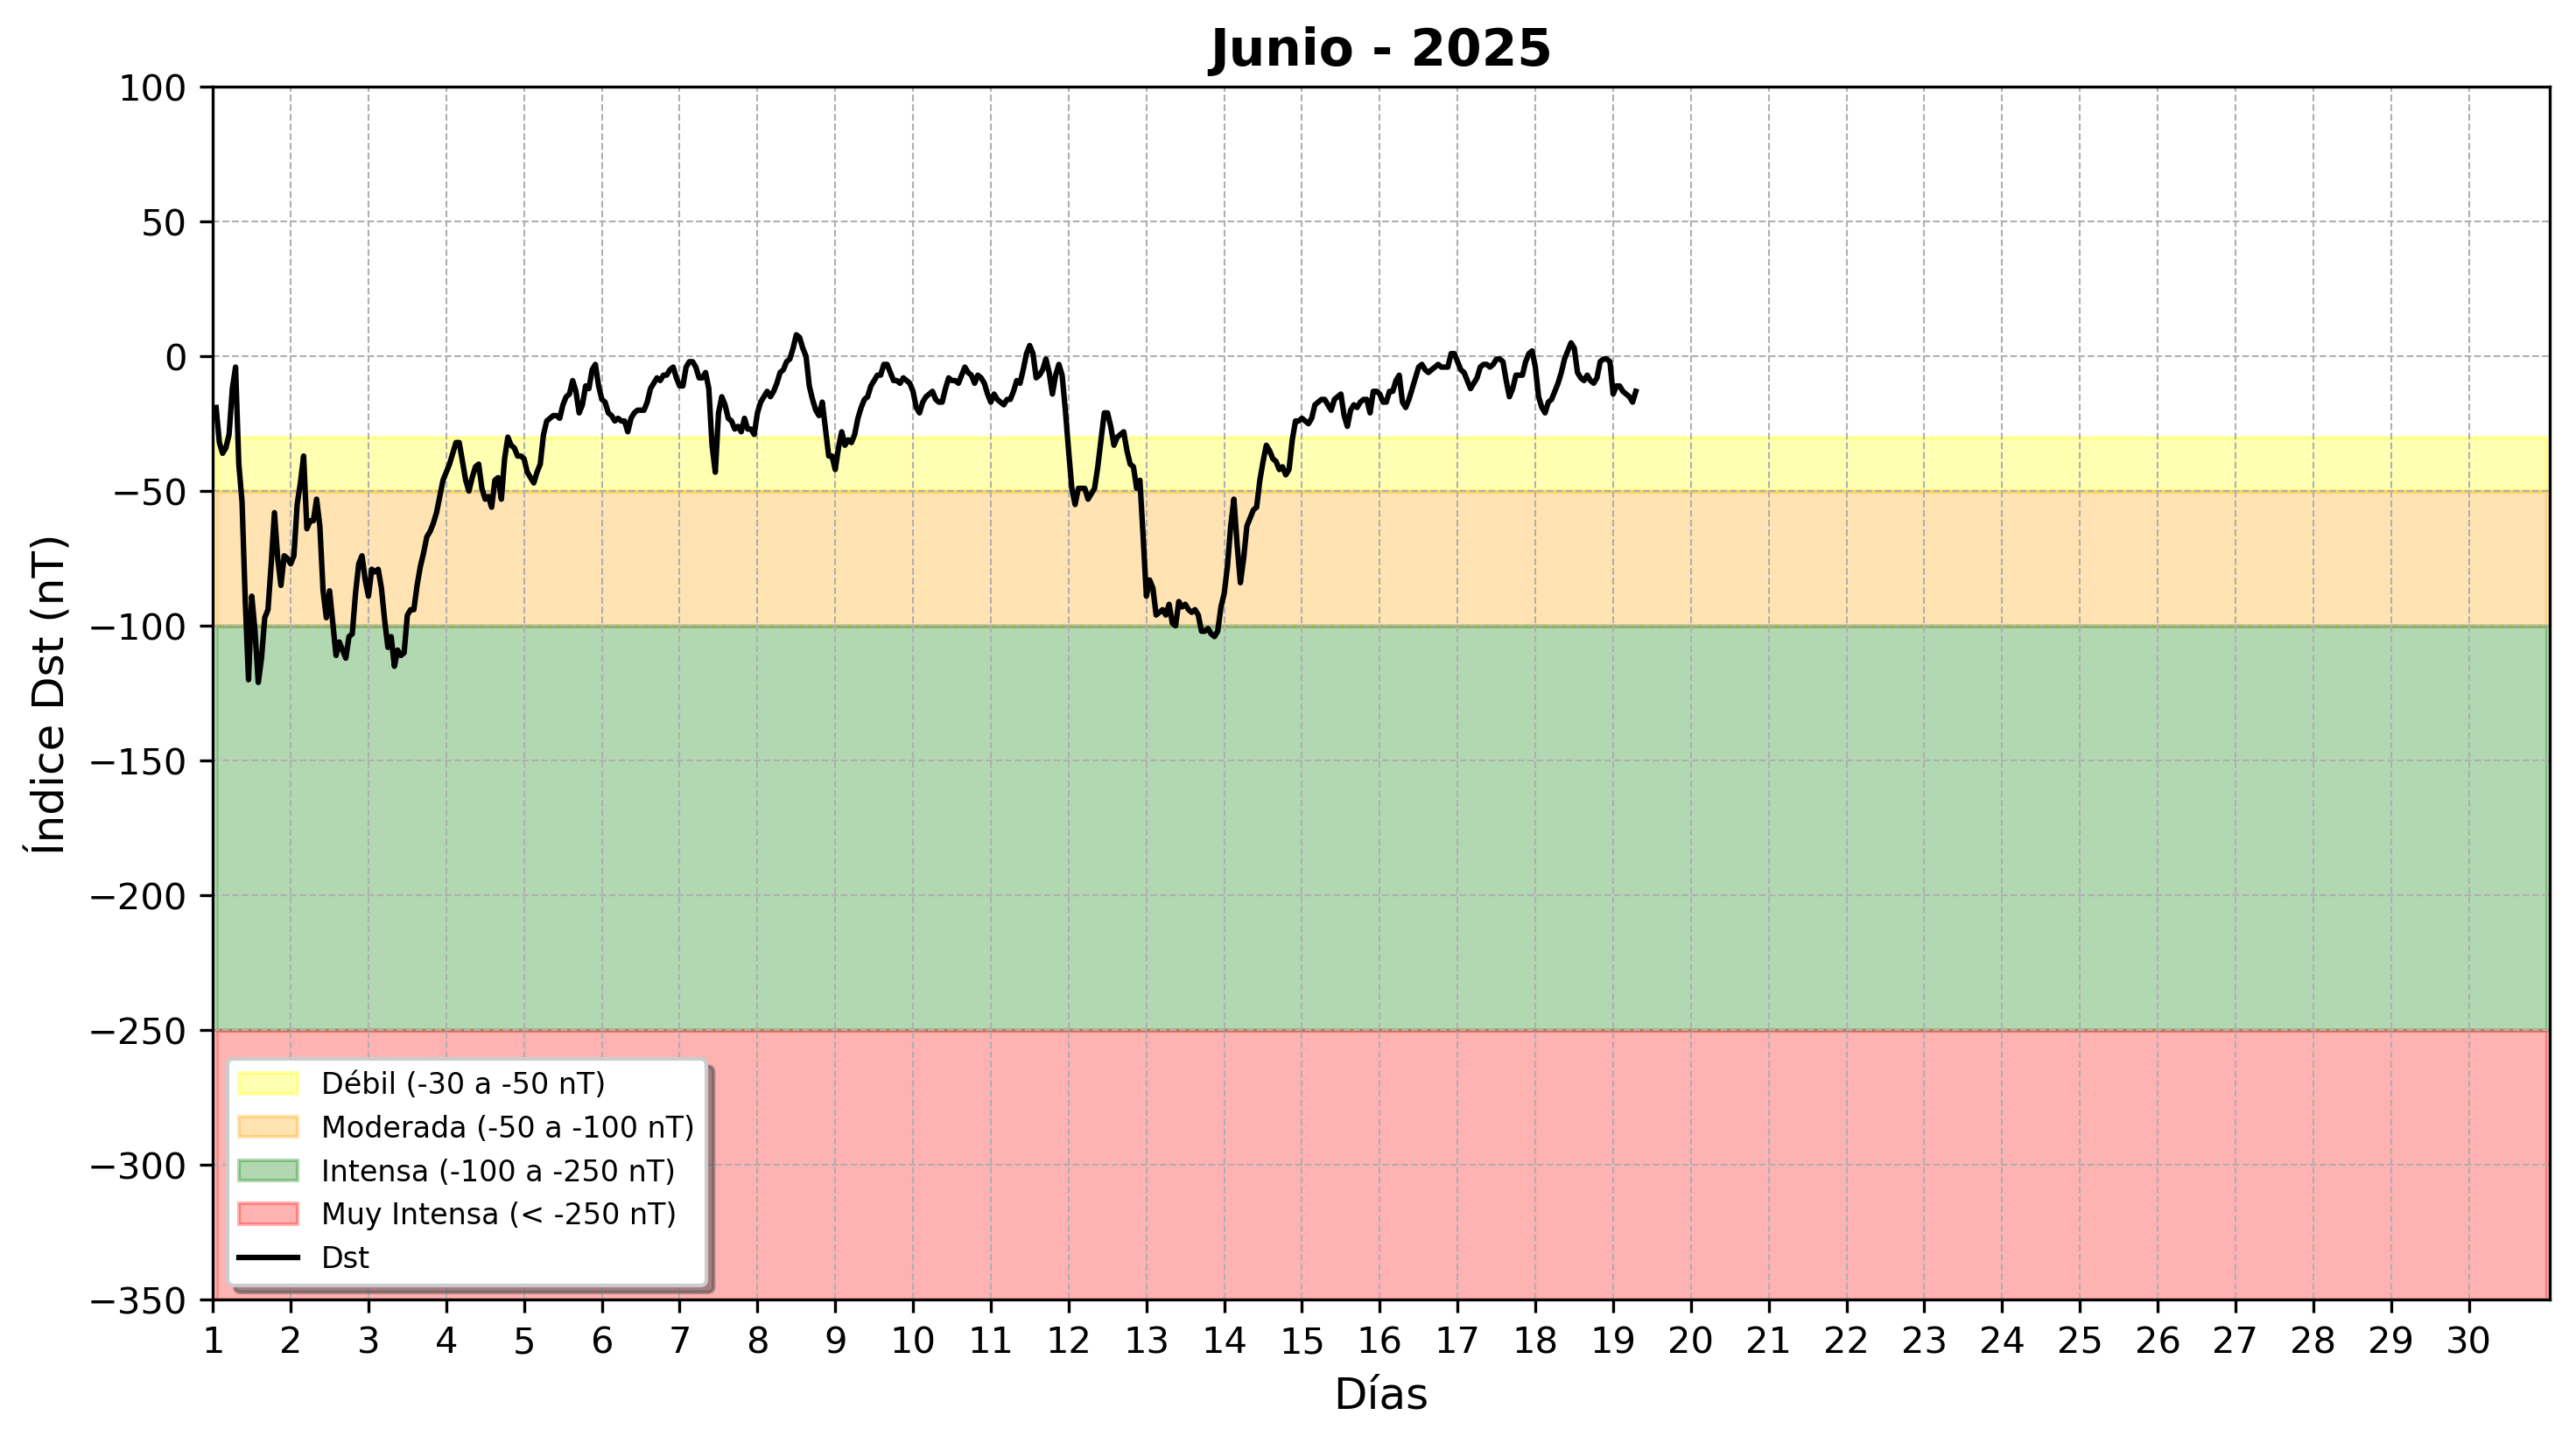 Junio - 2025
Índice Dst (nT)
100
50
0
−50
−100
−150
−200
−250
−300
−350
Débil (-30 a -50 nT)
Moderada (-50 a -100 nT)
Intensa (-100 a -250 nT)
Muy Intensa (< -250 nT)
Dst
1 2 3 4 5 6 7 8 9 10 11 12 13 14 15 16 17 18 19 20 21 22 23 24 25 26 27 28 29 30
Días